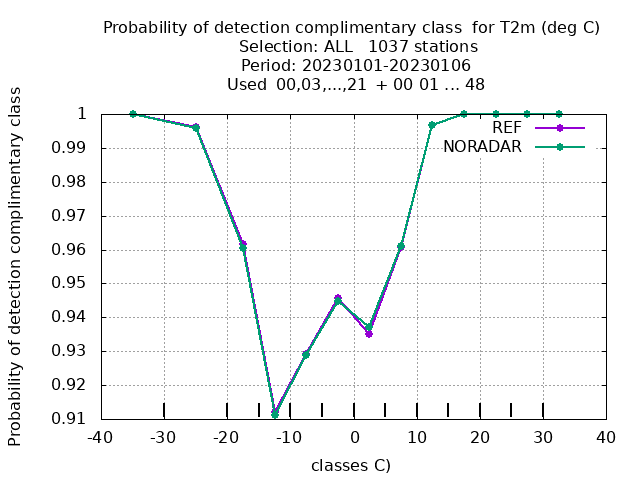 Probability of detection complimentary class  for T2m (deg C)
Selection: ALL   1037 stations
Period: 20230101-20230106
Used  00,03,...,21  + 00 01 ... 48
Probability of detection complimentary class
1
0.99
0.98
0.97
0.96
0.95
0.94
0.93
0.92
0.91
REF
NORADAR
-40 -30 -20 -10 0 10 20 30 40
classes C)